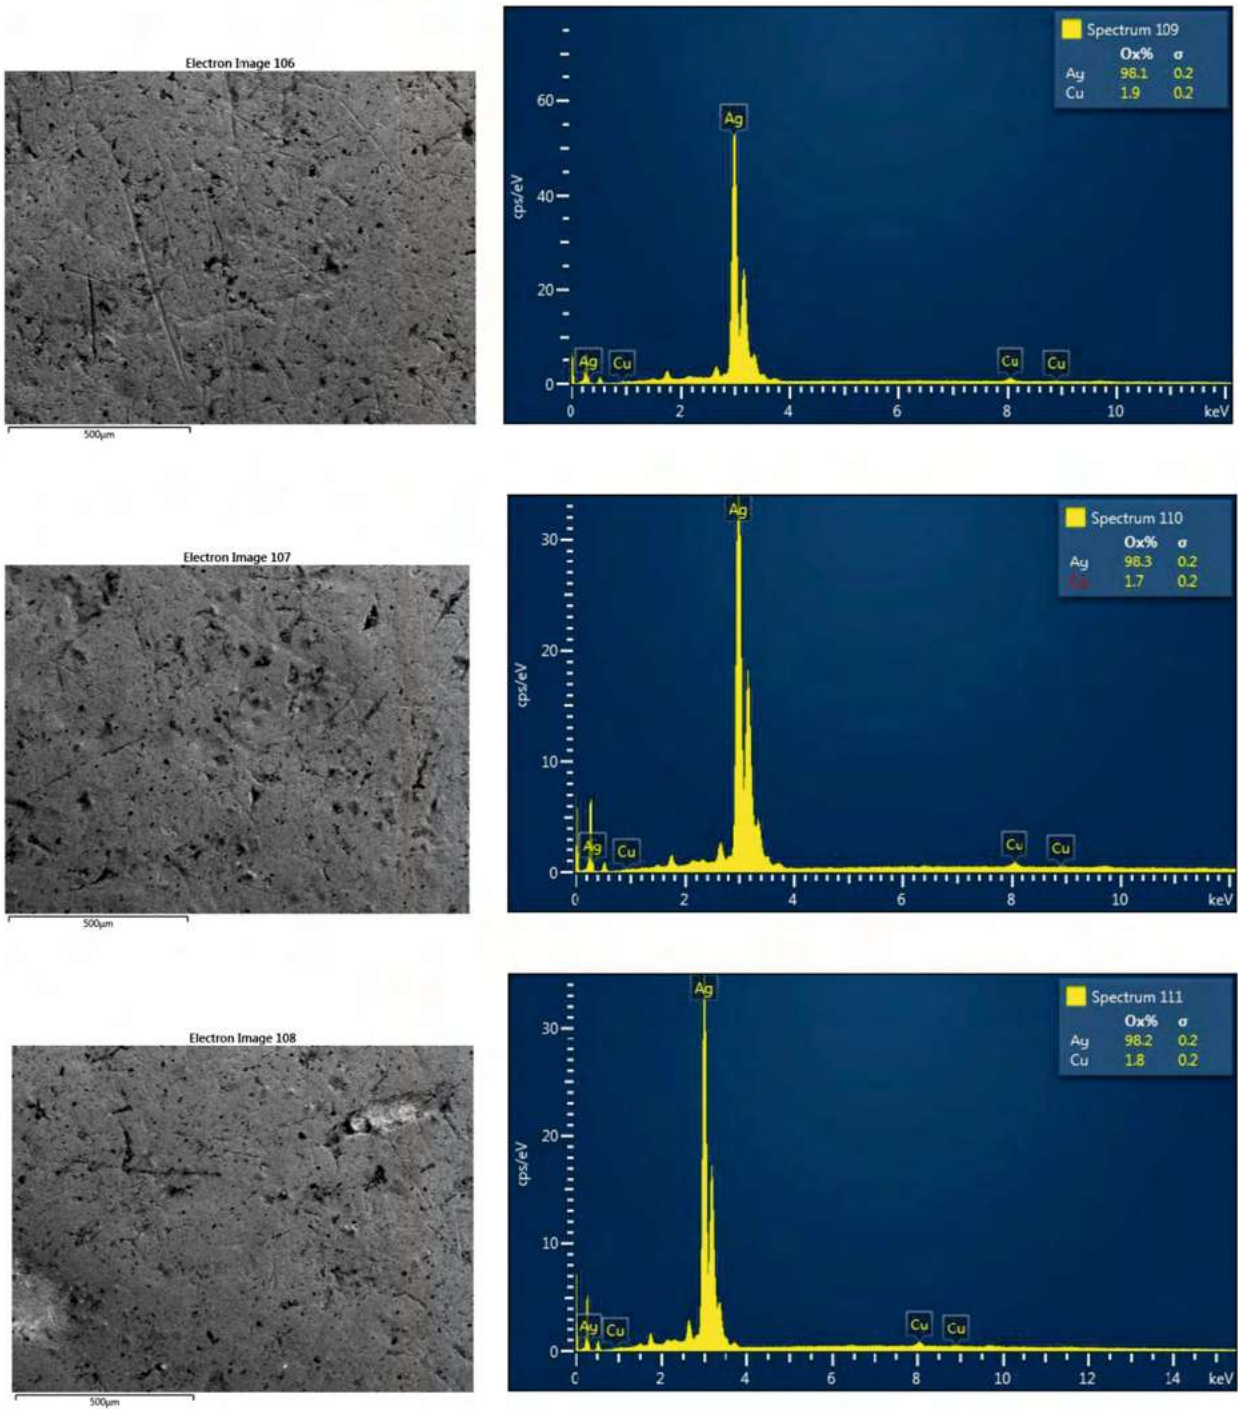 Electron Image 106
500μm
Spectrum 109
Ox% σ
Ag 98.1 0.2
Cu 1.9 0.2
cps/eV
60
40
20
0
Ag
Ag Cu Cu Cu
0 2 4 6 8 10 keV
Electron Image 107
500μm
Spectrum 110
Ox% σ
Ag 98.3 0.2
Cu 1.7 0.2
cps/eV
30
20
10
0
Ag
Ag Cu Cu Cu
0 2 4 6 8 10 keV
Electron Image 108
500μm
Spectrum 111
Ox% σ
Ag 98.2 0.2
Cu 1.8 0.2
cps/eV
30
20
10
0
Ag
Ag Cu Cu Cu
0 2 4 6 8 10 12 14 keV